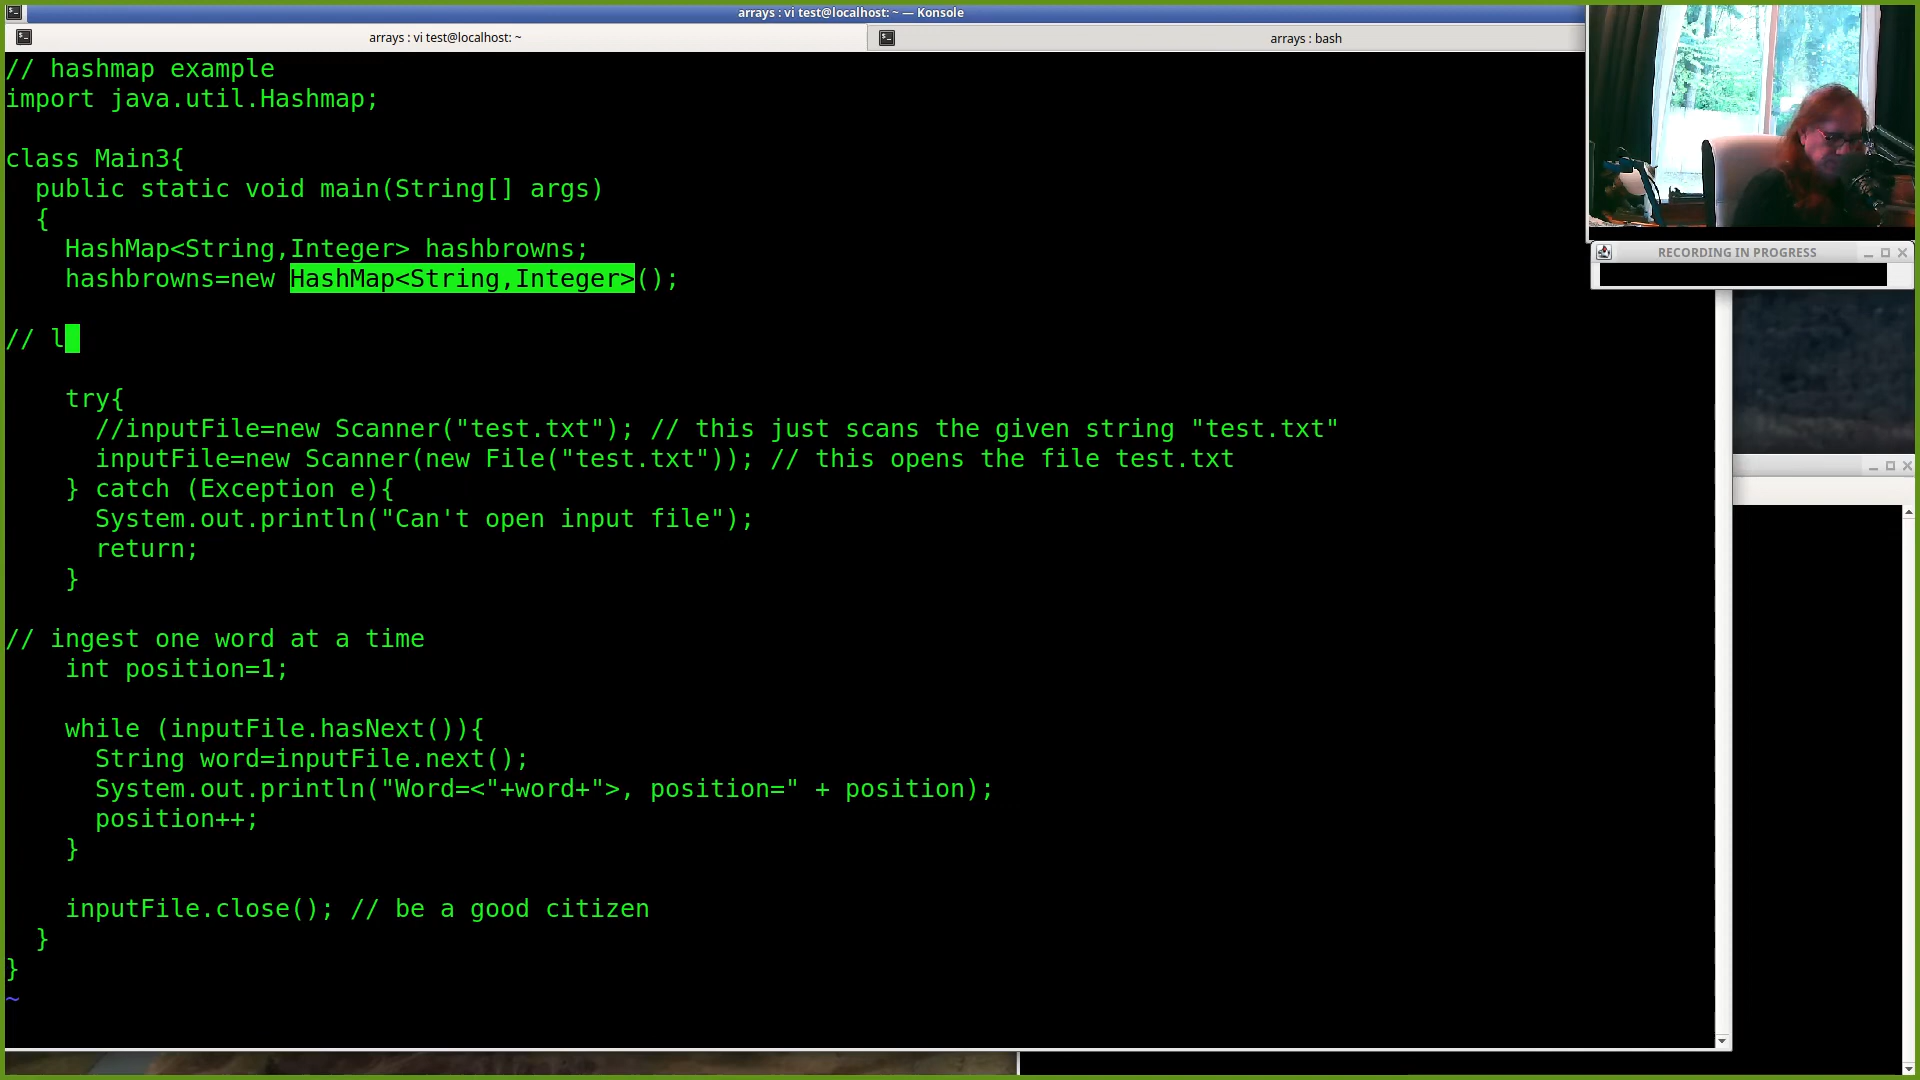 arrays : vi test@localhost: ~ — Konsole
arrays : vi test@localhost: ~
arrays : bash
// hashmap example
import java.util.Hashmap;
class Main3{
public static void main(String[] args)
{
HashMap<String,Integer> hashbrowns;
hashbrowns=new HashMap<String,Integer>();
// l
try{
//inputFile=new Scanner("test.txt"); // this just scans the given string "test.txt"
inputFile=new Scanner(new File("test.txt")); // this opens the file test.txt
} catch (Exception e){
System.out.println("Can't open input file");
return;
}
// ingest one word at a time
int position=1;
while (inputFile.hasNext()){
String word=inputFile.next();
System.out.println("Word=<"+word+">, position=" + position);
position++;
}
inputFile.close(); // be a good citizen
}
}
~
RECORDING IN PROGRESS